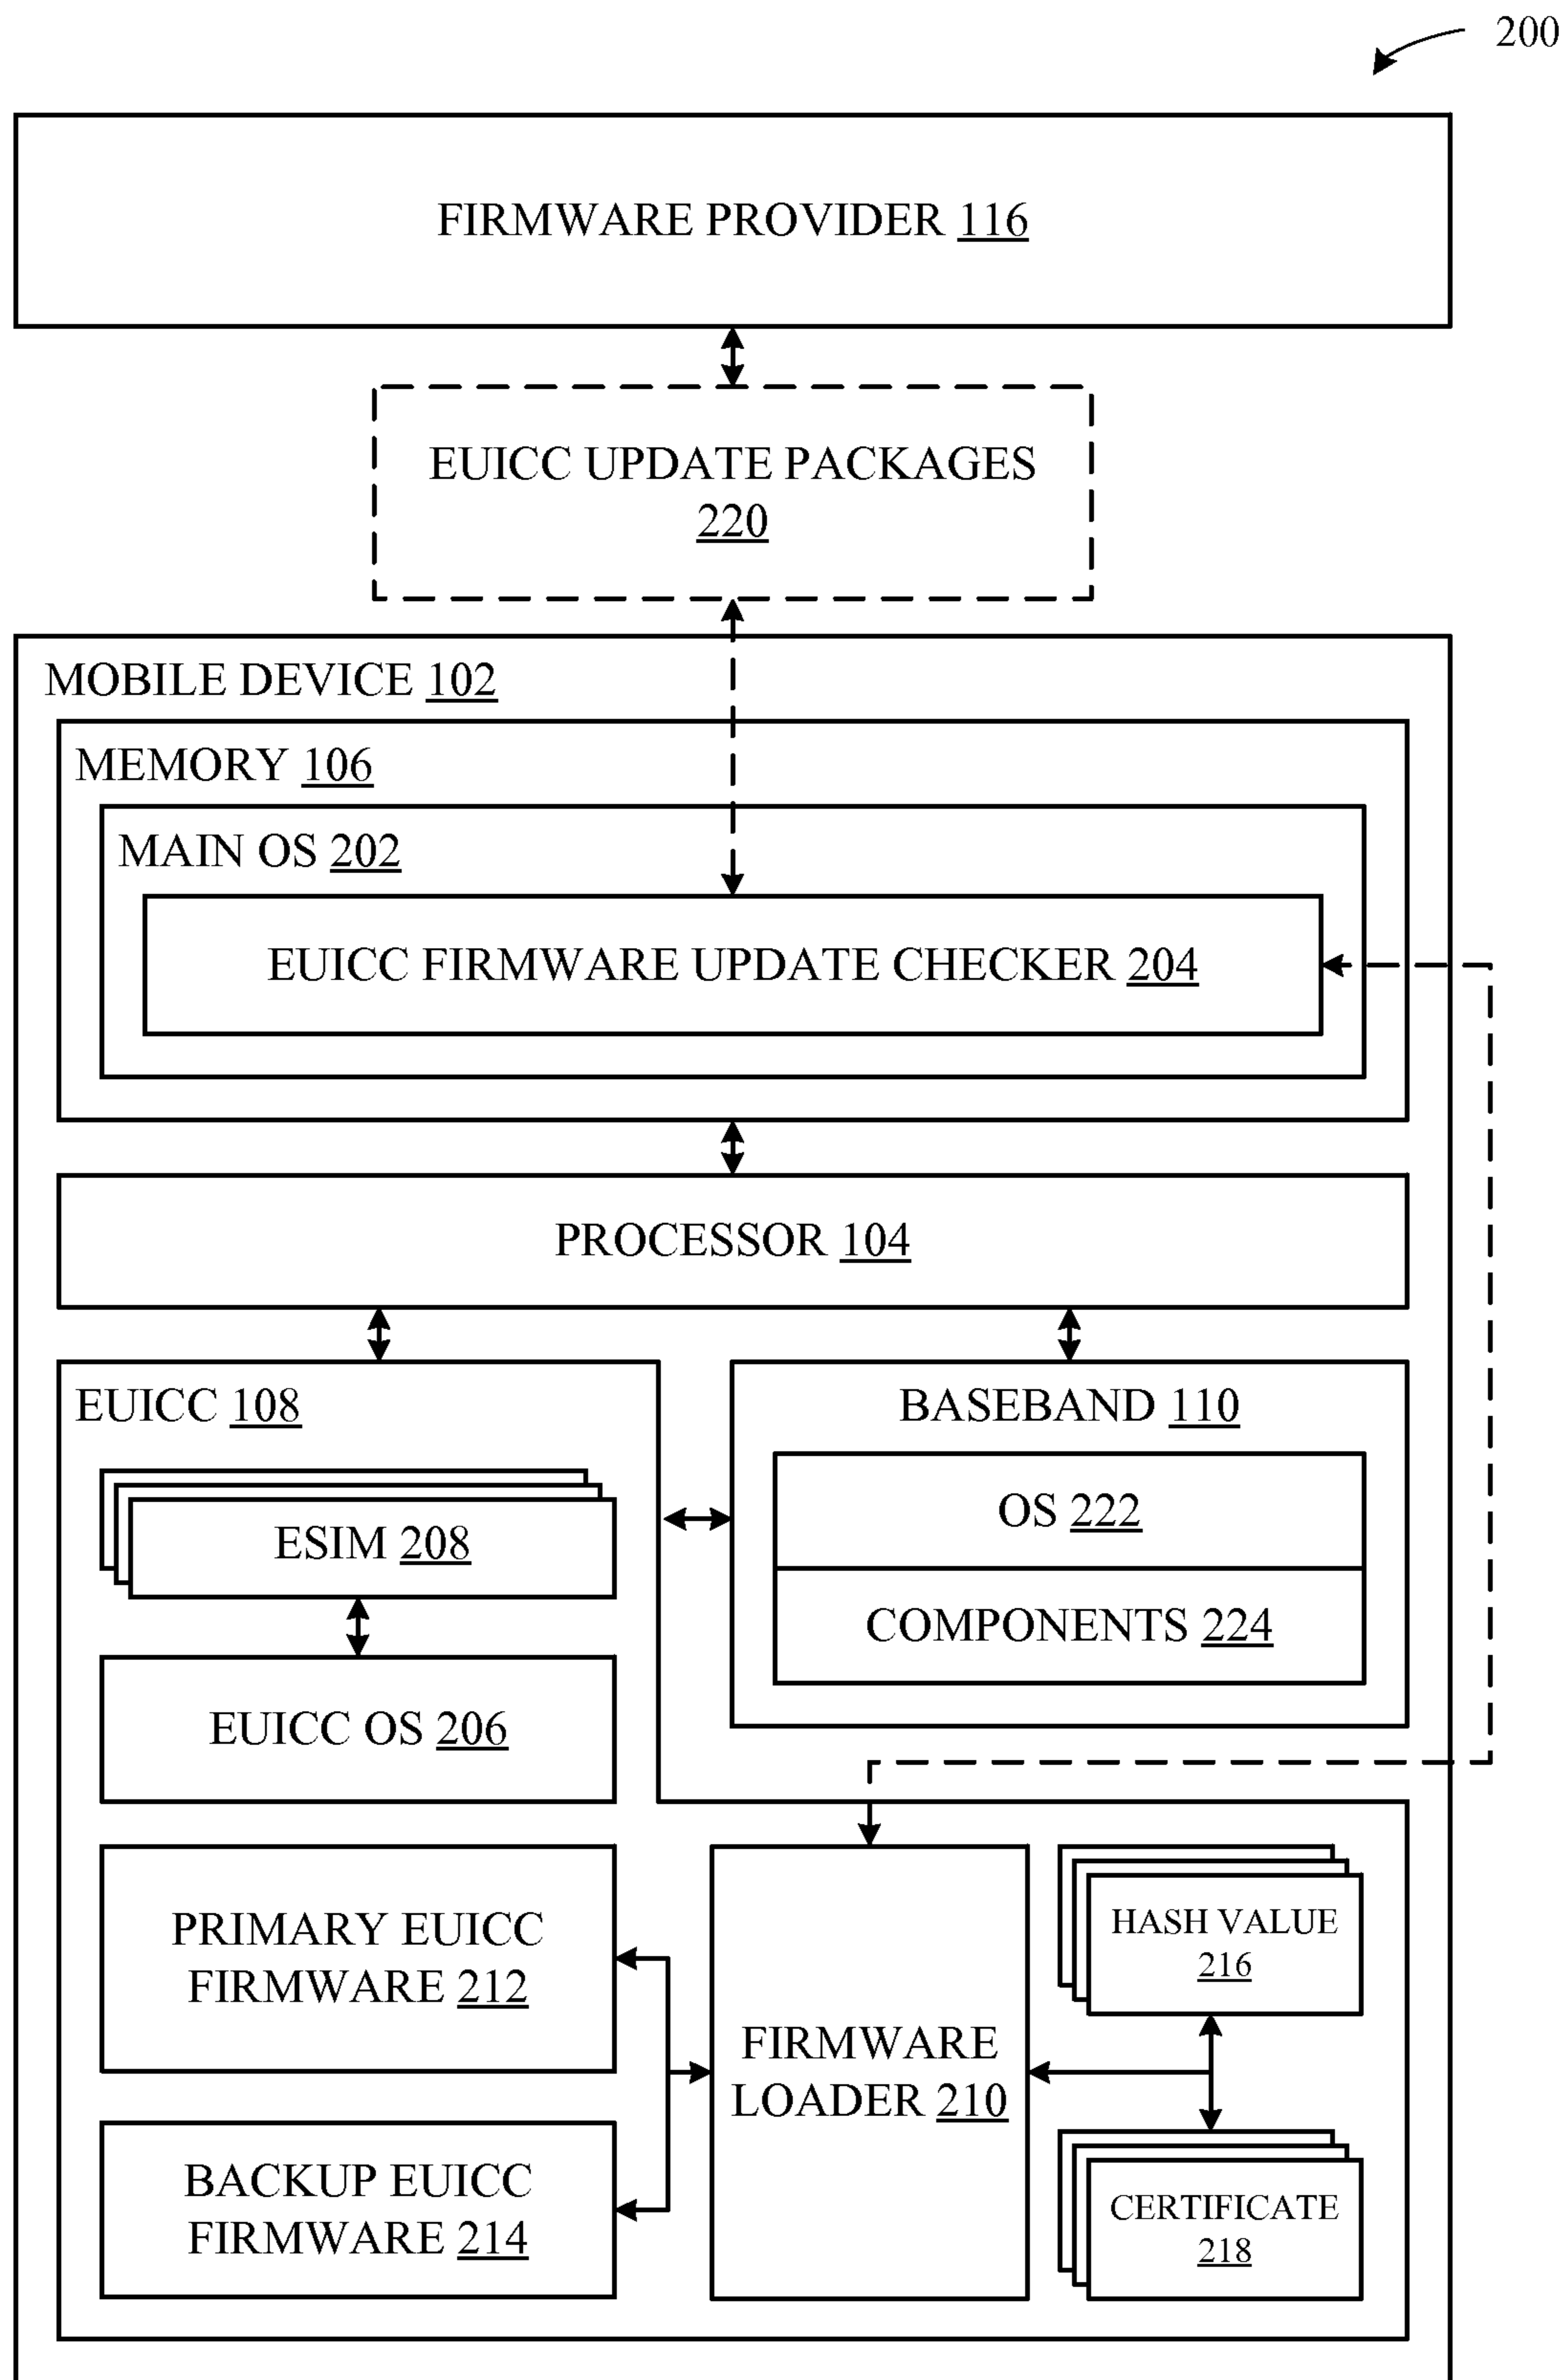 200
FIRMWARE PROVIDER 116
EUICC UPDATE PACKAGES
220
MOBILE DEVICE 102
MEMORY 106
MAIN OS 202
EUICC FIRMWARE UPDATE CHECKER 204
PROCESSOR 104
EUICC 108
ESIM 208
EUICC OS 206
BASEBAND 110
OS 222
COMPONENTS 224
PRIMARY EUICC
FIRMWARE 212
BACKUP EUICC
FIRMWARE 214
FIRMWARE
LOADER 210
HASH VALUE
216
CERTIFICATE
218